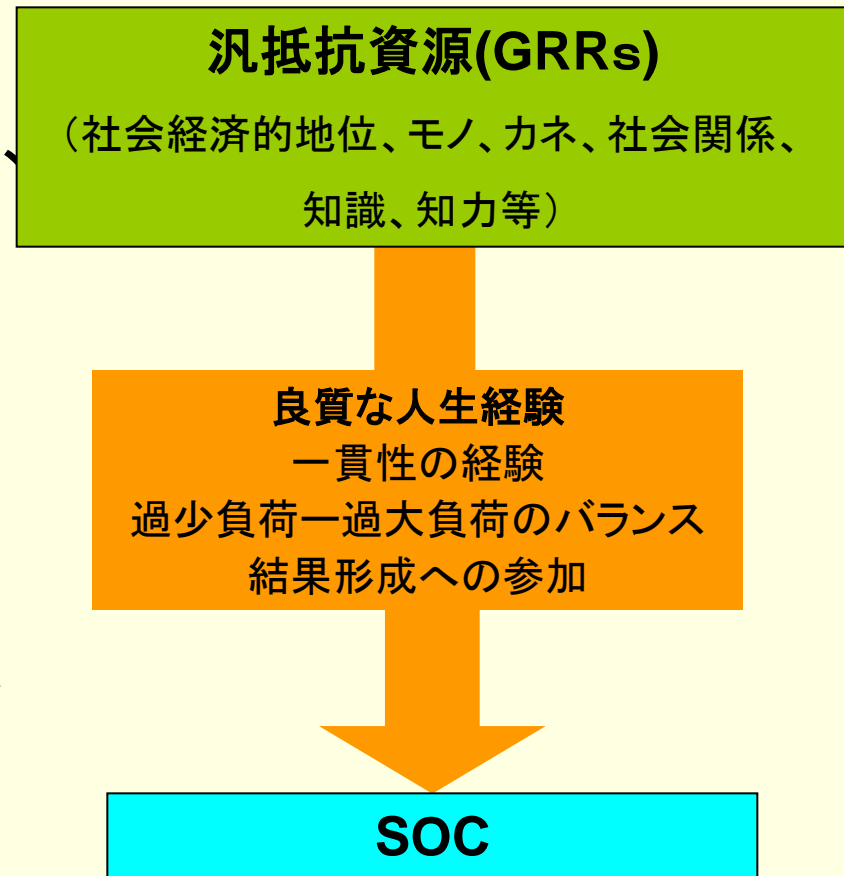 汎抵抗資源(GRRs)
（社会経済的地位、モノ、カネ、社会関係、
知識、知力等）
良質な人生経験
一貫性の経験
過少負荷ー過大負荷のバランス
結果形成への参加
SOC